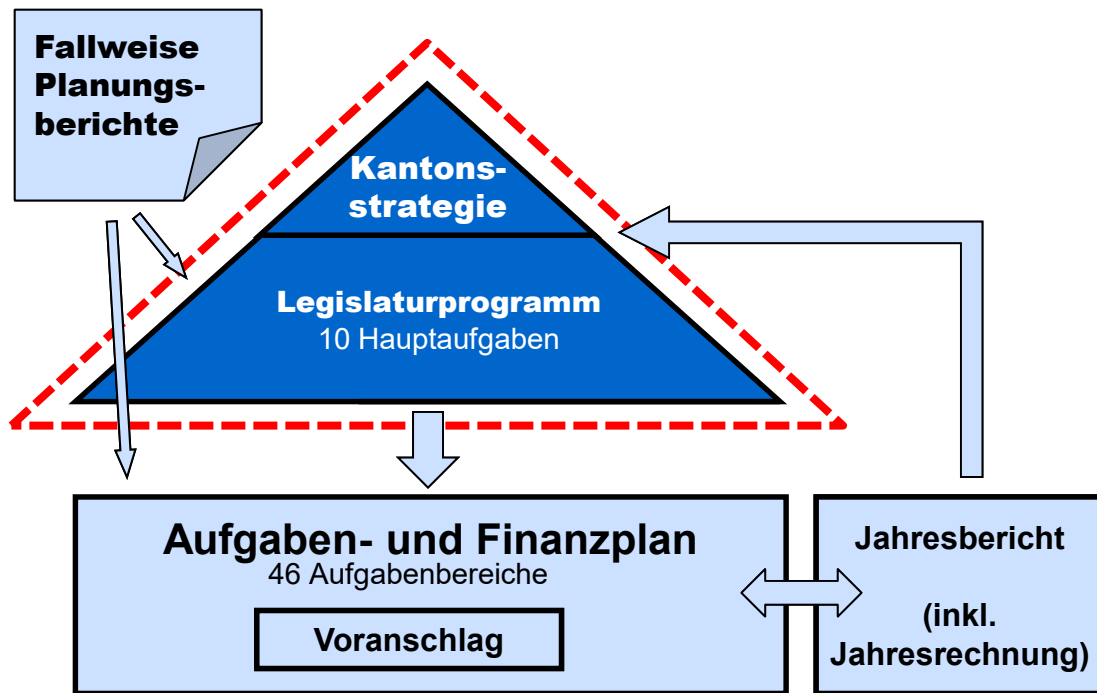 Fallweise
Planungs-
berichte
Kantons-
strategie
Legislaturprogramm
10 Hauptaufgaben
Aufgaben- und Finanzplan
46 Aufgabenbereiche
Voranschlag
Jahresbericht
(inkl.
Jahresrechnung)